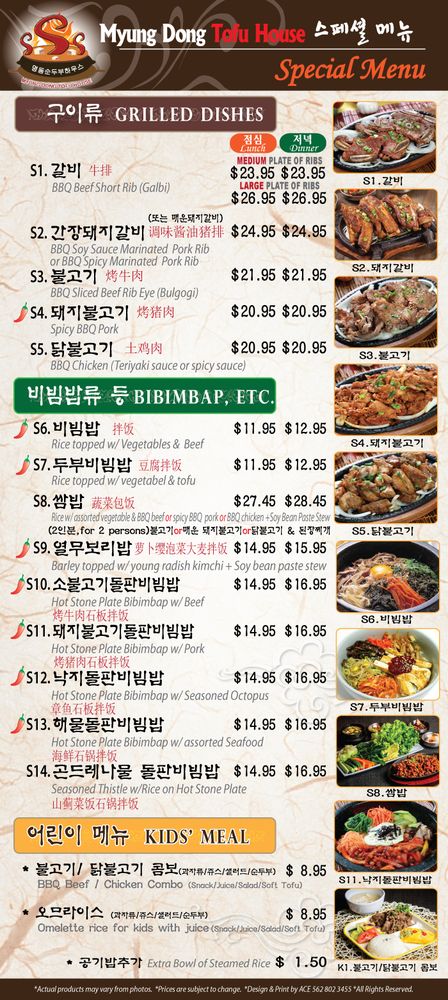 명동순두부하우스
MYUNG DONG TOFU HOUSE
Myung Dong Tofu House 스페셜 메뉴
Special Menu
구이류 GRILLED DISHES
점심 Lunch 저녁 Dinner
MEDIUM PLATE OF RIBS
S1. 갈비 牛排 $23.95 $23.95
BBQ Beef Short Rib (Galbi)
LARGE PLATE OF RIBS
$26.95 $26.95
S1. 갈비
(또는 매운돼지갈비)
S2. 간장돼지갈비 调味酱油猪排 $24.95 $24.95
BBQ Soy Sauce Marinated Pork Rib
or BBQ Spicy Marinated Pork Rib
S2. 돼지갈비
S3. 불고기 烤牛肉 $21.95 $21.95
BBQ Sliced Beef Rib Eye (Bulgogi)
S4. 돼지불고기 烤猪肉 $20.95 $20.95
Spicy BBQ Pork
S3. 불고기
S5. 닭불고기 土鸡肉 $20.95 $20.95
BBQ Chicken (Teriyaki sauce or spicy sauce)
비빔밥류 등 BIBIMBAP, ETC.
S6. 비빔밥 拌饭 $11.95 $12.95
Rice topped w/ Vegetables & Beef
S4. 돼지불고기
S7. 두부비빔밥 豆腐拌饭 $11.95 $12.95
Rice topped w/ vegetabel & tofu
S8. 쌈밥 蔬菜包饭 $27.45 $28.45
Rice w/ assorted vegetable & BBQ beef or spicy BBQ pork or BBQ chicken + Soy Bean Paste Stew
(2인분, for 2 persons) 불고기or매운 돼지불고기or닭불고기 & 된장찌개
S5. 닭불고기
S9. 열무보리밥 萝卜缨泡菜大麦拌饭 $14.95 $15.95
Barley topped w/ young radish kimchi + Soy bean paste stew
S10. 소불고기돌판비빔밥 $14.95 $16.95
Hot Stone Plate Bibimbap w/ Beef
烤牛肉石板拌饭
S6. 비빔밥
S11. 돼지불고기돌판비빔밥 $14.95 $16.95
Hot Stone Plate Bibimbap w/ Pork
烤猪肉石板拌饭
S12. 낙지돌판비빔밥 $14.95 $16.95
Hot Stone Plate Bibimbap w/ Seasoned Octopus
章鱼石板拌饭
S7. 두부비빔밥
S13. 해물돌판비빔밥 $14.95 $16.95
Hot Stone Plate Bibimbap w/ assorted Seafood
海鲜石锅拌饭
S14. 곤드레나물 돌판비빔밥 $14.95 $16.95
Seasoned Thistle w/Rice on Hot Stone Plate
山蓟菜饭石锅拌饭
S8. 쌈밥
어린이 메뉴 KIDS' MEAL
* 불고기/ 닭불고기 콤보(과자류/쥬스/샐러드/순두부) $ 8.95
BBQ Beef / Chicken Combo (Snack/Juice/Salad/Soft Tofu)
S11. 낙지돌판비빔밥
* 오므라이스 (과자류/쥬스/샐러드/순두부) $ 8.95
Omelette rice for kids with juice (Snack/Juice/Salad/Soft Tofu)
* 공기밥추가 Extra Bowl of Steamed Rice $ 1.50
K1. 불고기/닭불고기 콤보
*Actual products may vary from photos. *Prices are subject to change. *Design & Print by ACE 562 802 3455 *All Rights Reserved.